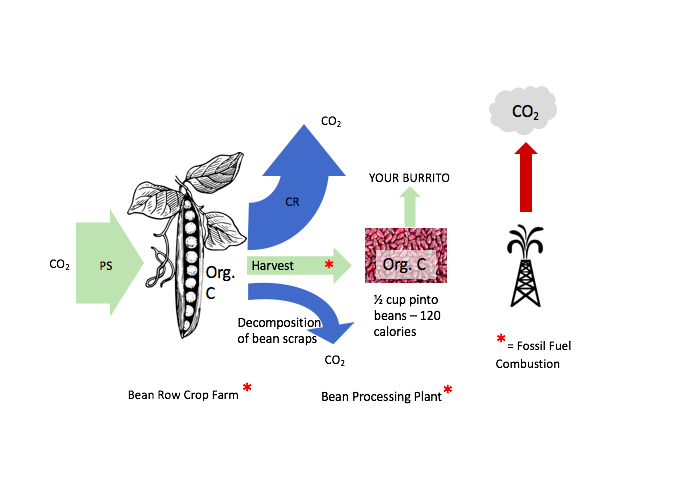 CO₂
CO₂
YOUR BURRITO
CR
CO₂
PS
Org.
C
Harvest *
Org. C
½ cup pinto
beans – 120
calories
Decomposition
of bean scraps
CO₂
* = Fossil Fuel
Combustion
Bean Row Crop Farm *
Bean Processing Plant *